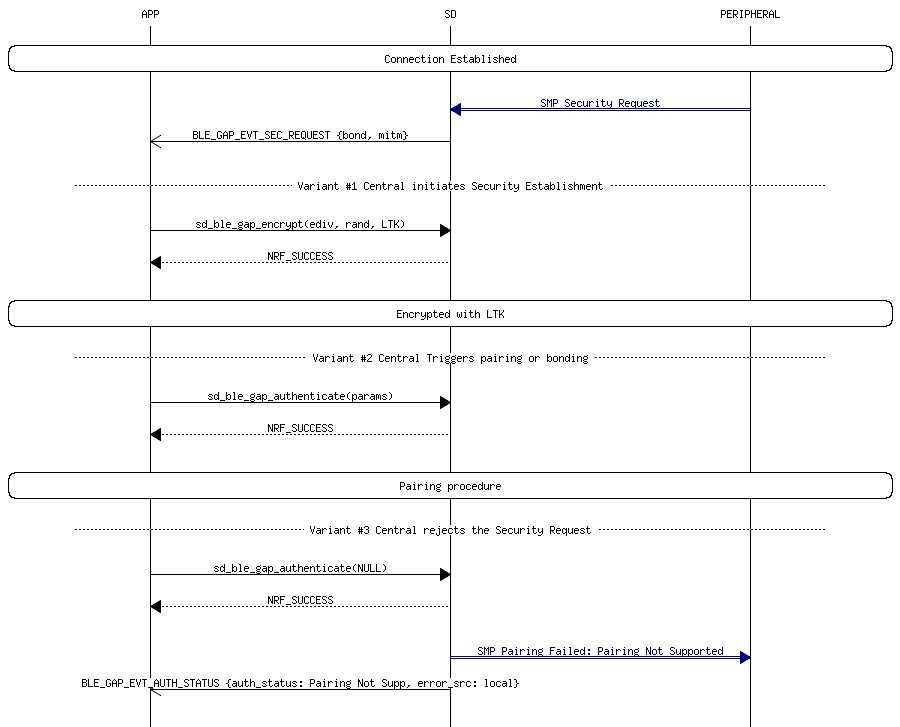 APP SD PERIPHERAL
Connection Established
SMP Security Request
BLE_GAP_EVT_SEC_REQUEST {bond, mitm}
Variant #1 Central initiates Security Establishment
sd_ble_gap_encrypt(ediv, rand, LTK)
NRF_SUCCESS
Encrypted with LTK
Variant #2 Central Triggers pairing or bonding
sd_ble_gap_authenticate(params)
NRF_SUCCESS
Pairing procedure
Variant #3 Central rejects the Security Request
sd_ble_gap_authenticate(NULL)
NRF_SUCCESS
SMP Pairing Failed: Pairing Not Supported
BLE_GAP_EVT_AUTH_STATUS {auth_status: Pairing Not Supp, error_src: local}